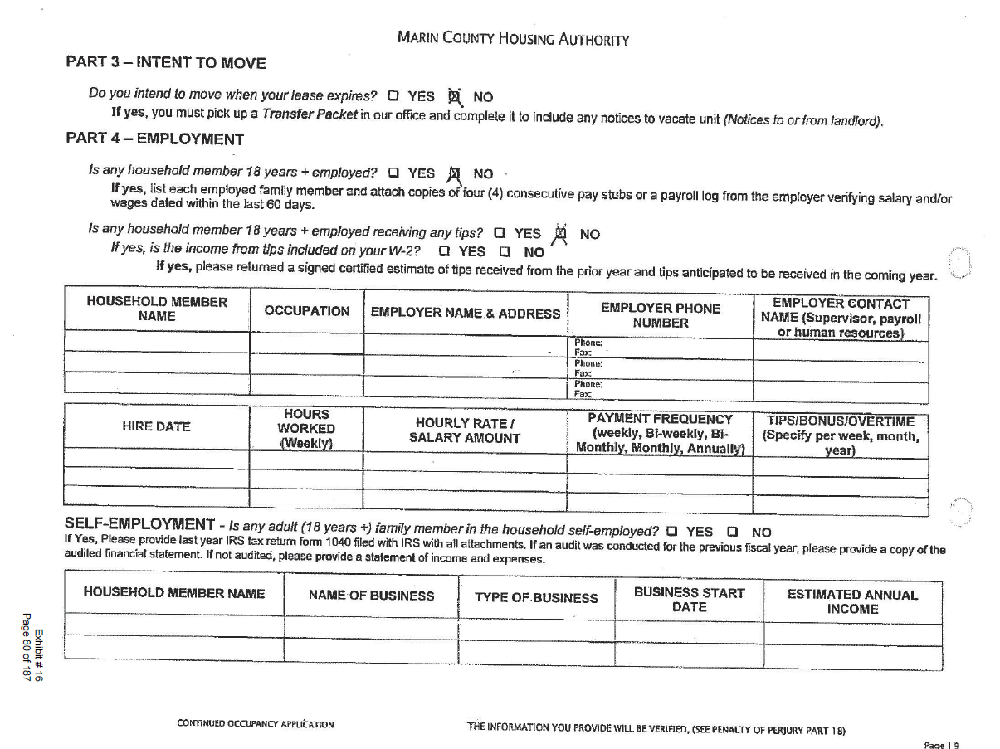 MARIN COUNTY HOUSING AUTHORITY
PART 3 – INTENT TO MOVE
Do you intend to move when your lease expires? ☐ YES ☒ NO
If yes, you must pick up a Transfer Packet in our office and complete it to include any notices to vacate unit (Notices to or from landlord).
PART 4 – EMPLOYMENT
Is any household member 18 years + employed? ☐ YES ☒ NO
If yes, list each employed family member and attach copies of four (4) consecutive pay stubs or a payroll log from the employer verifying salary and/or
wages dated within the last 60 days.
Is any household member 18 years + employed receiving any tips? ☐ YES ☒ NO
If yes, is the income from tips included on your W-2? ☐ YES ☐ NO
If yes, please returned a signed certified estimate of tips received from the prior year and tips anticipated to be received in the coming year.
HOUSEHOLD MEMBER
NAME
OCCUPATION
EMPLOYER NAME & ADDRESS
EMPLOYER PHONE
NUMBER
EMPLOYER CONTACT
NAME (Supervisor, payroll
or human resources)
Phone:
Fax:
Phone:
Fax:
Phone:
Fax:
HIRE DATE
HOURS
WORKED
(Weekly)
HOURLY RATE /
SALARY AMOUNT
PAYMENT FREQUENCY
(weekly, Bi-weekly, Bi-
Monthly, Monthly, Annually)
TIPS/BONUS/OVERTIME
(Specify per week, month,
year)
SELF-EMPLOYMENT - Is any adult (18 years +) family member in the household self-employed? ☐ YES ☐ NO
If Yes, Please provide last year IRS tax return form 1040 filed with IRS with all attachments. If an audit was conducted for the previous fiscal year, please provide a copy of the
audited financial statement. If not audited, please provide a statement of income and expenses.
HOUSEHOLD MEMBER NAME
NAME OF BUSINESS
TYPE OF BUSINESS
BUSINESS START
DATE
ESTIMATED ANNUAL
INCOME
Exhibit # 16
Page 80 of 187
CONTINUED OCCUPANCY APPLICATION
THE INFORMATION YOU PROVIDE WILL BE VERIFIED, (SEE PENALTY OF PERJURY PART 18)
Page | 9